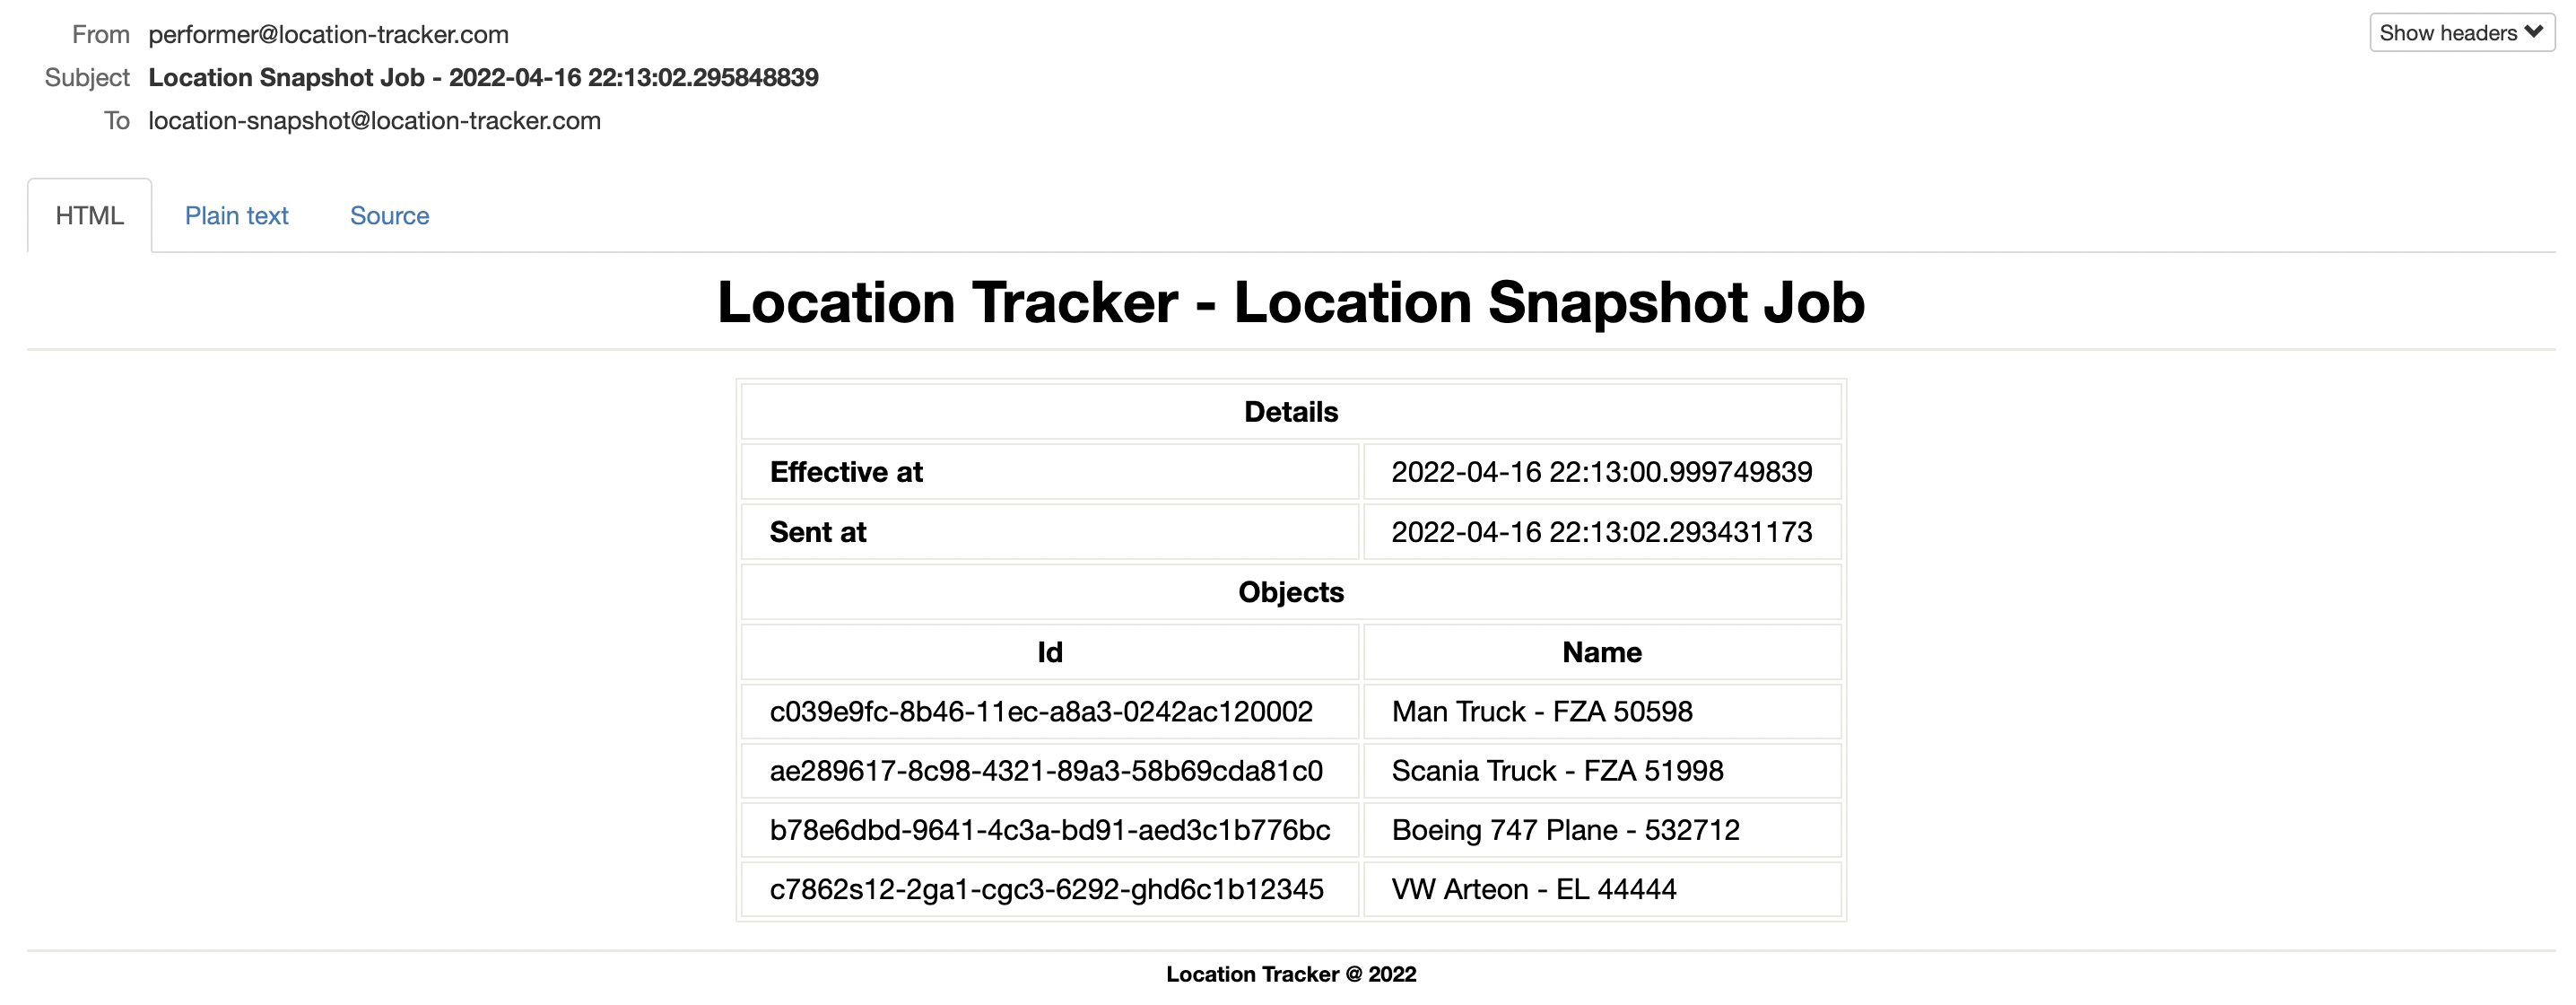 From performer@location-tracker.com
Show headers
Subject Location Snapshot Job - 2022-04-16 22:13:02.295848839
To location-snapshot@location-tracker.com
HTML Plain text Source
Location Tracker - Location Snapshot Job
Details
Effective at 2022-04-16 22:13:00.999749839
Sent at 2022-04-16 22:13:02.293431173
Objects
Id Name
c039e9fc-8b46-11ec-a8a3-0242ac120002 Man Truck - FZA 50598
ae289617-8c98-4321-89a3-58b69cda81c0 Scania Truck - FZA 51998
b78e6dbd-9641-4c3a-bd91-aed3c1b776bc Boeing 747 Plane - 532712
c7862s12-2ga1-cgc3-6292-ghd6c1b12345 VW Arteon - EL 44444
Location Tracker @ 2022